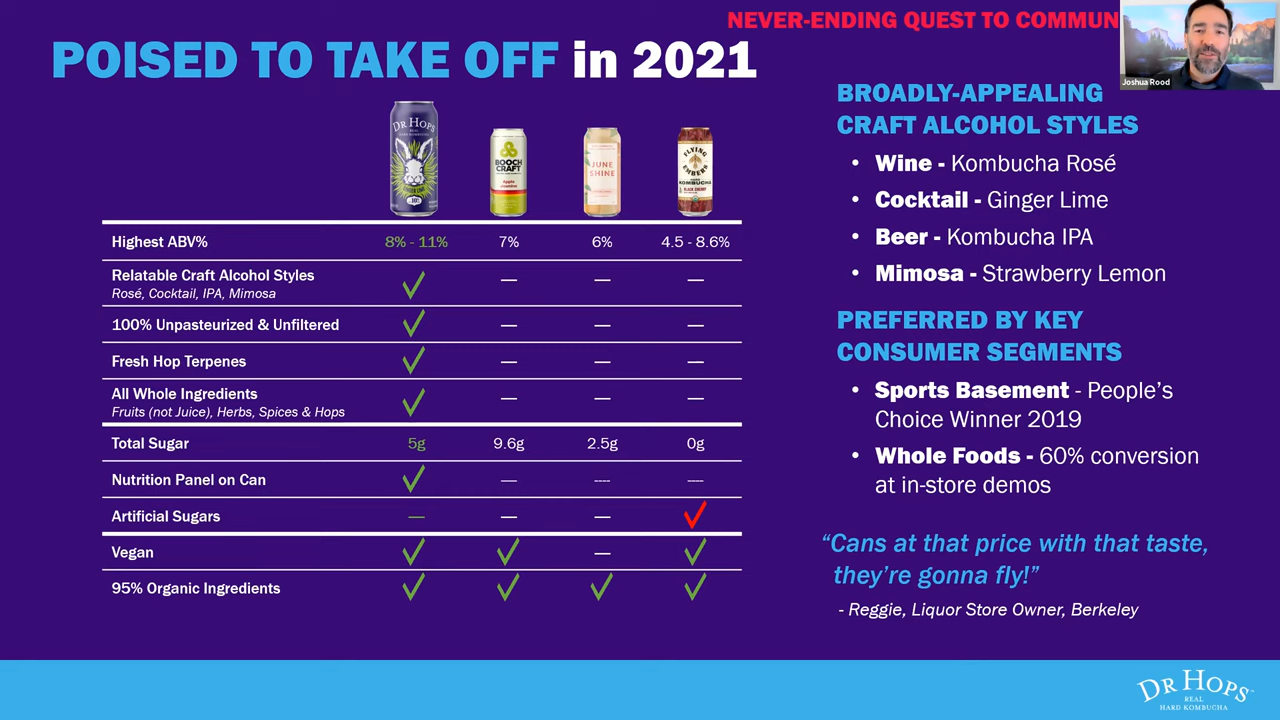 NEVER-ENDING QUEST TO COMMUN
Joshua Rood
POISED TO TAKE OFF in 2021
DR HOPS
REAL
HARD KOMBUCHA
BOOCH
CRAFT
JUNE
SHINE
FLYING
EMBERS
KOMBUCHA
BLACK CHERRY
Highest ABV% 8% - 11% 7% 6% 4.5 - 8.6%
Relatable Craft Alcohol Styles ✓ — — —
Rosé, Cocktail, IPA, Mimosa
100% Unpasteurized & Unfiltered ✓ — — —
Fresh Hop Terpenes ✓ — — —
All Whole Ingredients ✓ — — —
Fruits (not Juice), Herbs, Spices & Hops
Total Sugar 5g 9.6g 2.5g 0g
Nutrition Panel on Can ✓ — ---- ----
Artificial Sugars — — — ✓
Vegan ✓ ✓ — ✓
95% Organic Ingredients ✓ ✓ ✓ ✓
BROADLY-APPEALING
CRAFT ALCOHOL STYLES
• Wine - Kombucha Rosé
• Cocktail - Ginger Lime
• Beer - Kombucha IPA
• Mimosa - Strawberry Lemon
PREFERRED BY KEY
CONSUMER SEGMENTS
• Sports Basement - People’s
Choice Winner 2019
• Whole Foods - 60% conversion
at in-store demos
“Cans at that price with that taste,
they’re gonna fly!”
- Reggie, Liquor Store Owner, Berkeley
DR HOPS
REAL
HARD KOMBUCHA